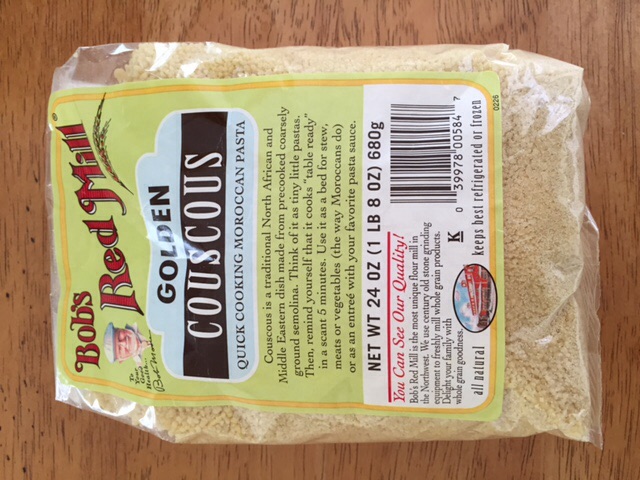 Bob's
Red Mill®
To
Your
Good
Health
Bob Moore
GOLDEN
COUSCOUS
QUICK COOKING MOROCCAN PASTA
Couscous is a traditional North African and
Middle Eastern dish made from precooked coarsely
ground semolina. Think of it as tiny little pastas.
Then, remind yourself that it cooks "table ready"
in a scant 5 minutes. Use it as a bed for stew,
meats or vegetables (the way Moroccans do)
or as an entreé with your favorite pasta sauce.
NET WT 24 OZ (1 LB 8 OZ) 680g
You Can See Our Quality!
Bob's Red Mill is the most unique flour mill in
the Northwest. We use century old stone grinding
equipment to freshly mill whole grain products.
Delight your family with
whole grain goodness.
K
0 39978 00584 7
all natural
keeps best refrigerated or frozen
0226